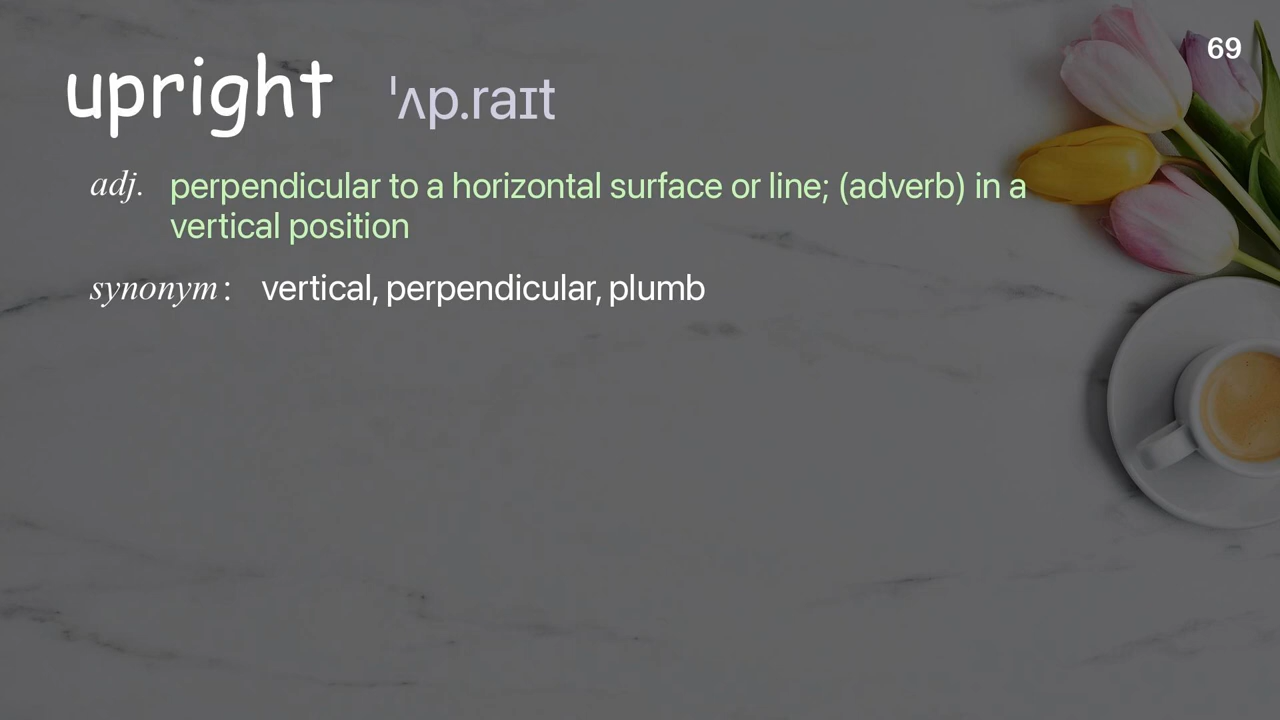 69
upright ˈʌp.raɪt
adj. perpendicular to a horizontal surface or line; (adverb) in a
vertical position
synonym: vertical, perpendicular, plumb